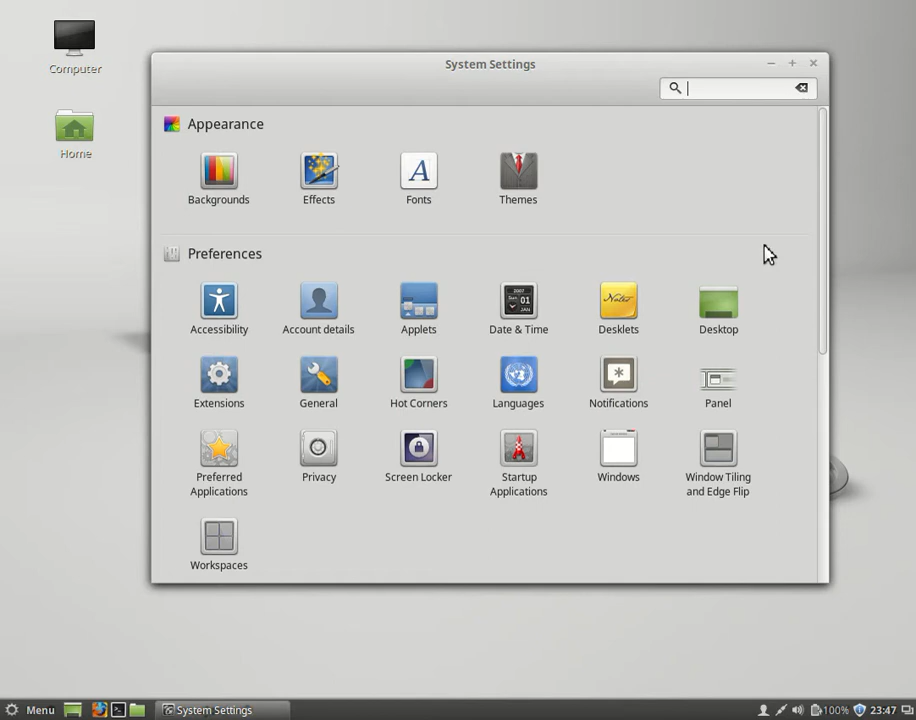 Computer
Home
System Settings
Appearance
Backgrounds
Effects
A
Fonts
Themes
Preferences
Accessibility
Account details
Applets
Date & Time
Notes
Desklets
Desktop
Extensions
General
Hot Corners
Languages
Notifications
Panel
Preferred Applications
Privacy
Screen Locker
Startup Applications
Windows
Window Tiling and Edge Flip
Workspaces
Menu
System Settings
100%
23:47